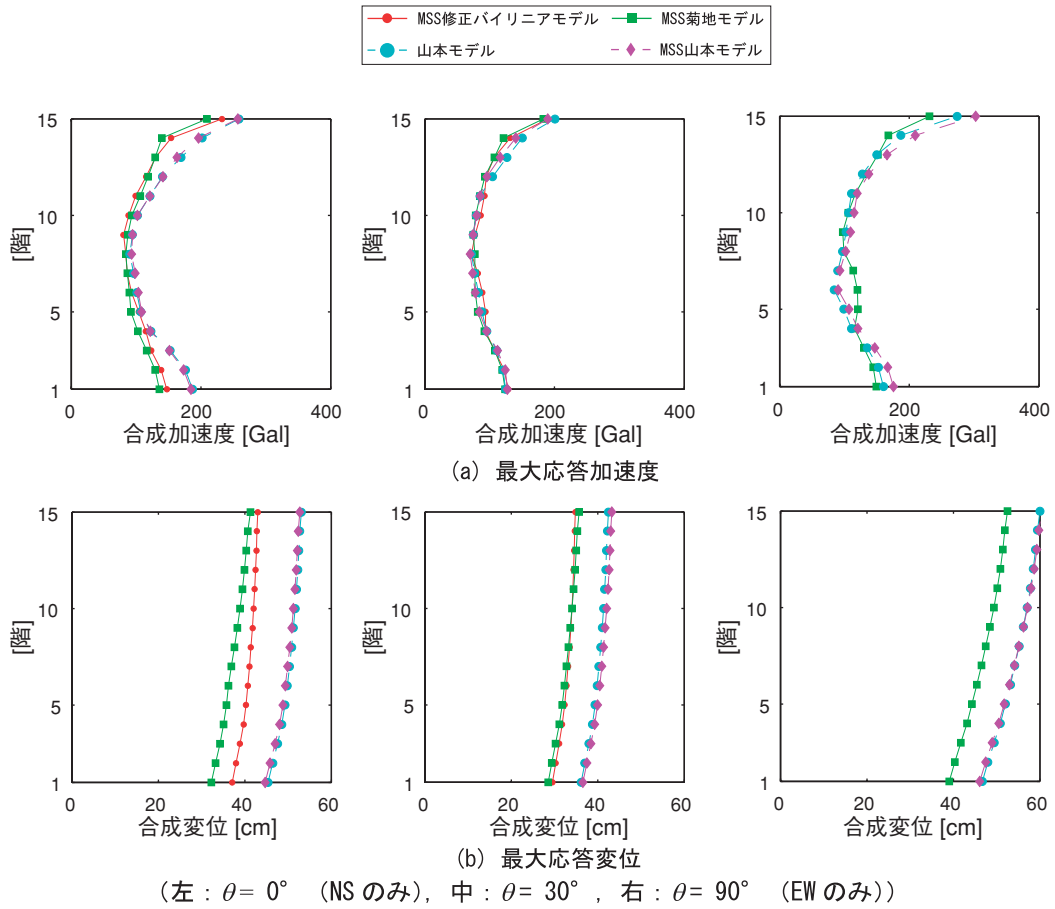 MSS修正バイリニアモデル
MSS菊地モデル
山本モデル
MSS山本モデル
15
10
5
1
[階]
0
200
400
合成加速度 [Gal]
15
10
5
1
[階]
0
200
400
合成加速度 [Gal]
15
10
5
1
[階]
0
200
400
合成加速度 [Gal]
(a) 最大応答加速度
15
10
5
1
[階]
0
20
40
60
合成変位 [cm]
15
10
5
1
[階]
0
20
40
60
合成変位 [cm]
15
10
5
1
[階]
0
20
40
60
合成変位 [cm]
(b) 最大応答変位
(左:θ= 0° (NSのみ), 中:θ= 30° , 右:θ= 90° (EWのみ))